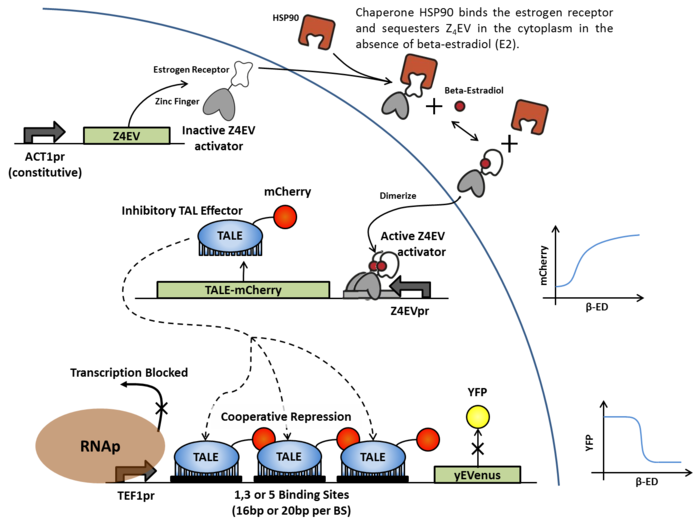 HSP90
Chaperone HSP90 binds the estrogen receptor
and sequesters Z₄EV in the cytoplasm in the
absence of beta-estradiol (E2).
Estrogen Receptor
Zinc Finger
Beta-Estradiol
Z4EV
Inactive Z4EV
activator
ACT1pr
(constitutive)
mCherry
Dimerize
Inhibitory TAL Effector
TALE
Active Z4EV
activator
TALE-mCherry
Z4EVpr
mCherry
β-ED
Transcription Blocked
Cooperative Repression
YFP
RNAp
TALE
TALE
TALE
yEVenus
TEF1pr
1,3 or 5 Binding Sites
(16bp or 20bp per BS)
YFP
β-ED